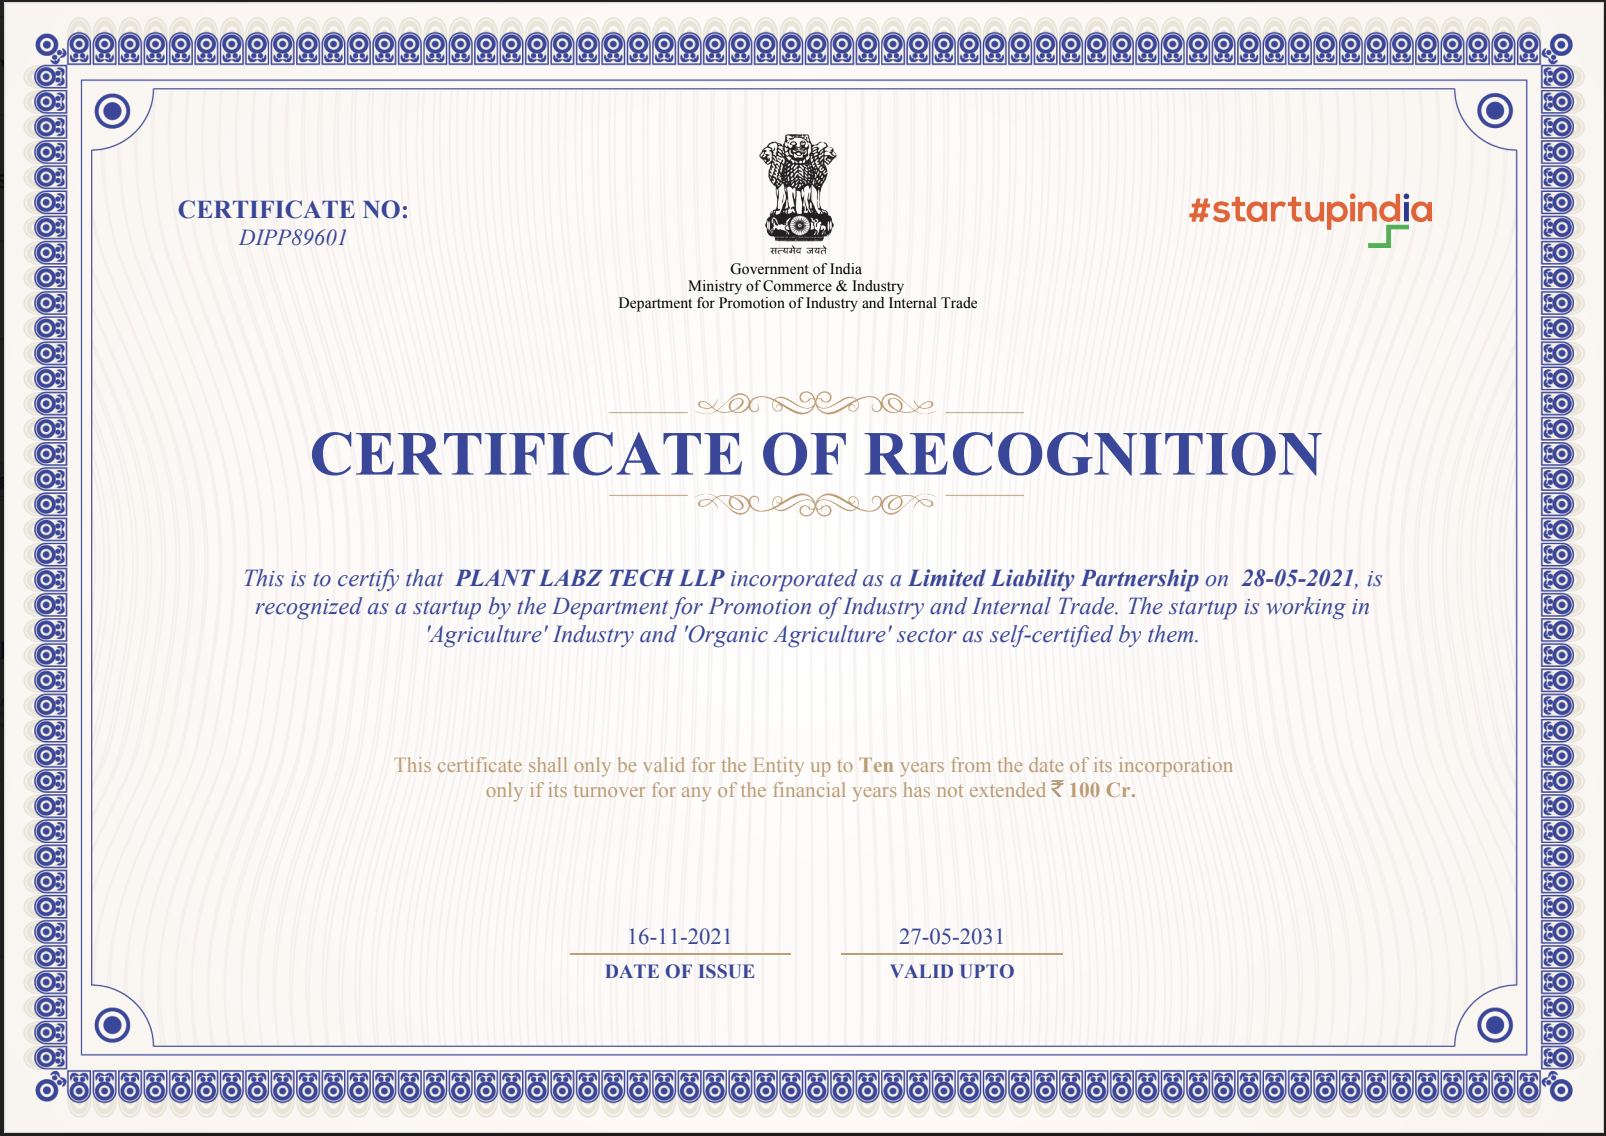 CERTIFICATE NO:
DIPP89601
सत्यमेव जयते
Government of India
Ministry of Commerce & Industry
Department for Promotion of Industry and Internal Trade
#startupindia
CERTIFICATE OF RECOGNITION
This is to certify that PLANT LABZ TECH LLP incorporated as a Limited Liability Partnership on 28-05-2021, is
recognized as a startup by the Department for Promotion of Industry and Internal Trade. The startup is working in
'Agriculture' Industry and 'Organic Agriculture' sector as self-certified by them.
This certificate shall only be valid for the Entity up to Ten years from the date of its incorporation
only if its turnover for any of the financial years has not extended ₹ 100 Cr.
16-11-2021
DATE OF ISSUE
27-05-2031
VALID UPTO